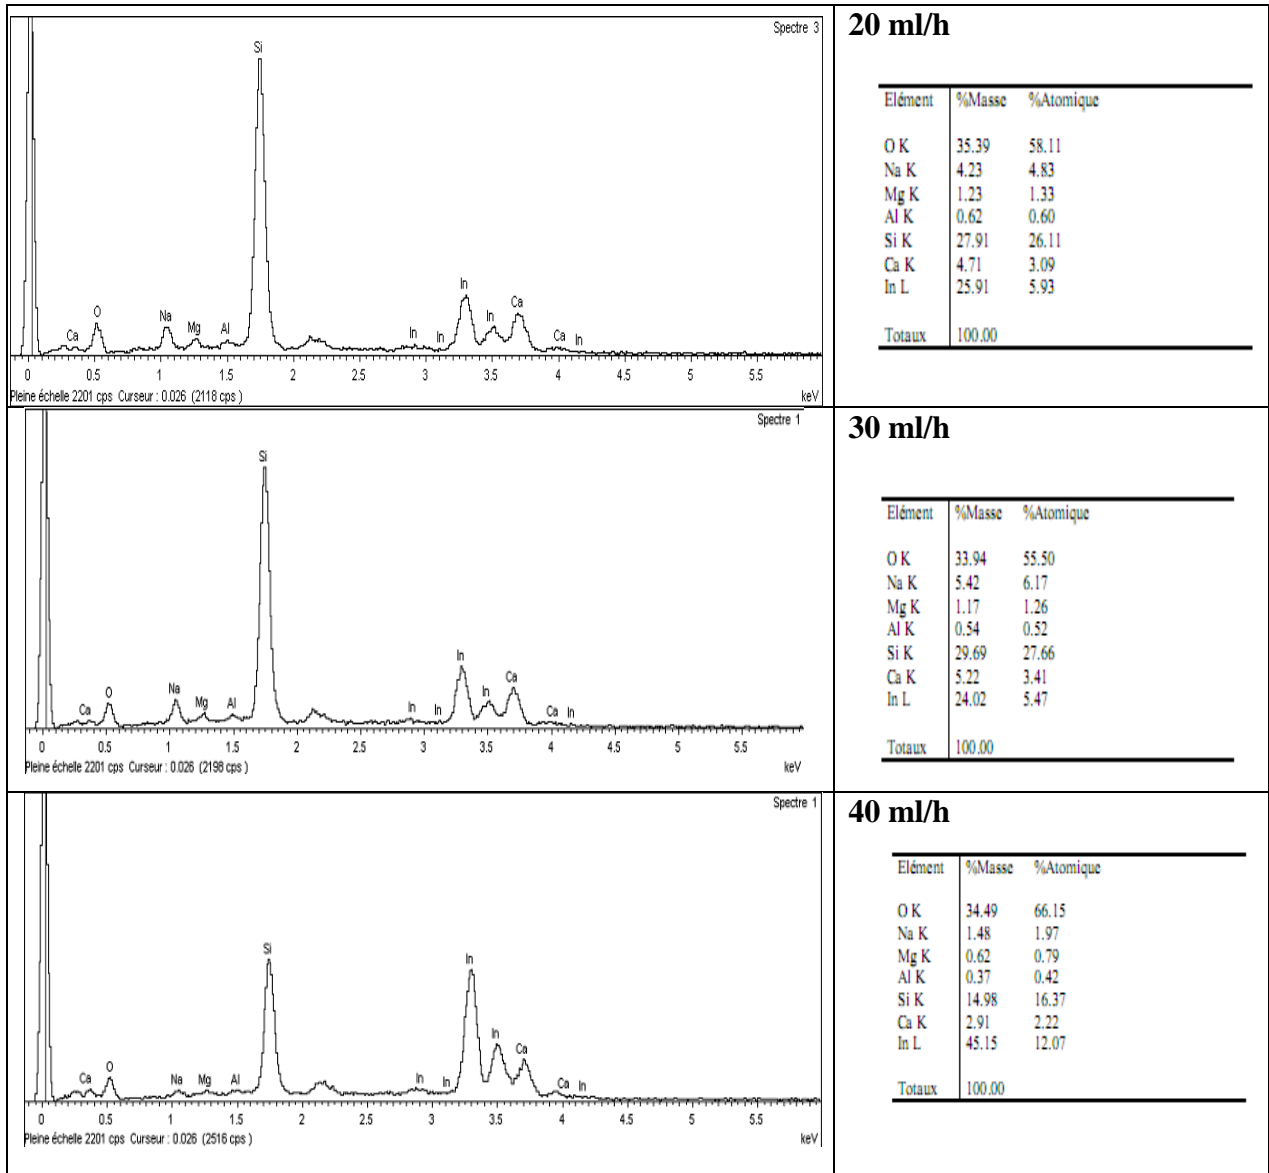 Spectre 3
Si
O
Ca
Na
Mg
Al
In
In
In
In
Ca
Ca
In
0 0.5 1 1.5 2 2.5 3 3.5 4 4.5 5 5.5
Pleine échelle 2201 cps Curseur : 0.026 (2118 cps ) keV
20 ml/h
Elément %Masse %Atomique
O K 35.39 58.11
Na K 4.23 4.83
Mg K 1.23 1.33
Al K 0.62 0.60
Si K 27.91 26.11
Ca K 4.71 3.09
In L 25.91 5.93
Totaux 100.00
Spectre 1
Si
Ca
O
Na
Mg
Al
In
In
In
In
Ca
Ca
In
0 0.5 1 1.5 2 2.5 3 3.5 4 4.5 5 5.5
Pleine échelle 2201 cps Curseur : 0.026 (2198 cps ) keV
30 ml/h
Elément %Masse %Atomique
O K 33.94 55.50
Na K 5.42 6.17
Mg K 1.17 1.26
Al K 0.54 0.52
Si K 29.69 27.66
Ca K 5.22 3.41
In L 24.02 5.47
Totaux 100.00
Spectre 1
Si
Ca
O
Na
Mg
Al
In
In
In
In
Ca
Ca
In
0 0.5 1 1.5 2 2.5 3 3.5 4 4.5 5 5.5
Pleine échelle 2201 cps Curseur : 0.026 (2516 cps ) keV
40 ml/h
Elément %Masse %Atomique
O K 34.49 66.15
Na K 1.48 1.97
Mg K 0.62 0.79
Al K 0.37 0.42
Si K 14.98 16.37
Ca K 2.91 2.22
In L 45.15 12.07
Totaux 100.00